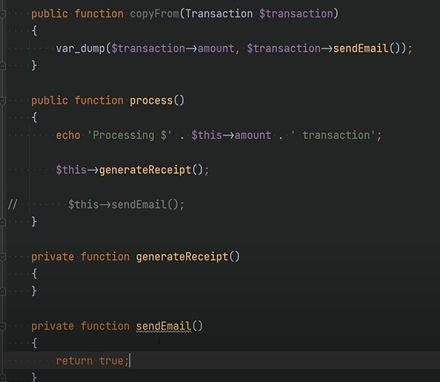 public function copyFrom(Transaction $transaction)
{
var_dump($transaction->amount, $transaction->sendEmail());
}
public function process()
{
echo 'Processing $' . $this->amount . ' transaction';
$this->generateReceipt();
// $this->sendEmail();
}
private function generateReceipt()
{
}
private function sendEmail()
{
return true;
}